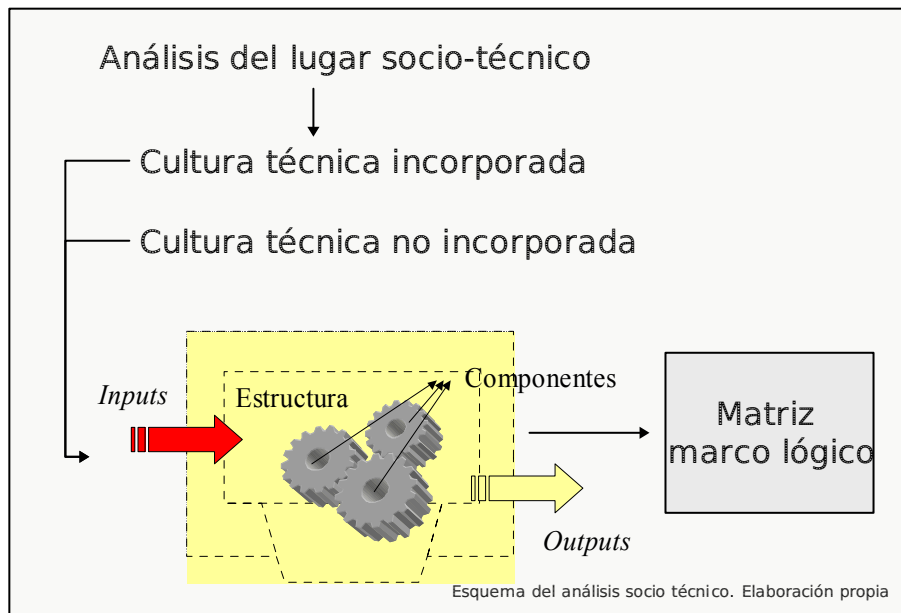 Análisis del lugar socio-técnico
Cultura técnica incorporada
Cultura técnica no incorporada
Inputs
Estructura
Componentes
Matriz
marco lógico
Outputs
Esquema del análisis socio técnico. Elaboración propia